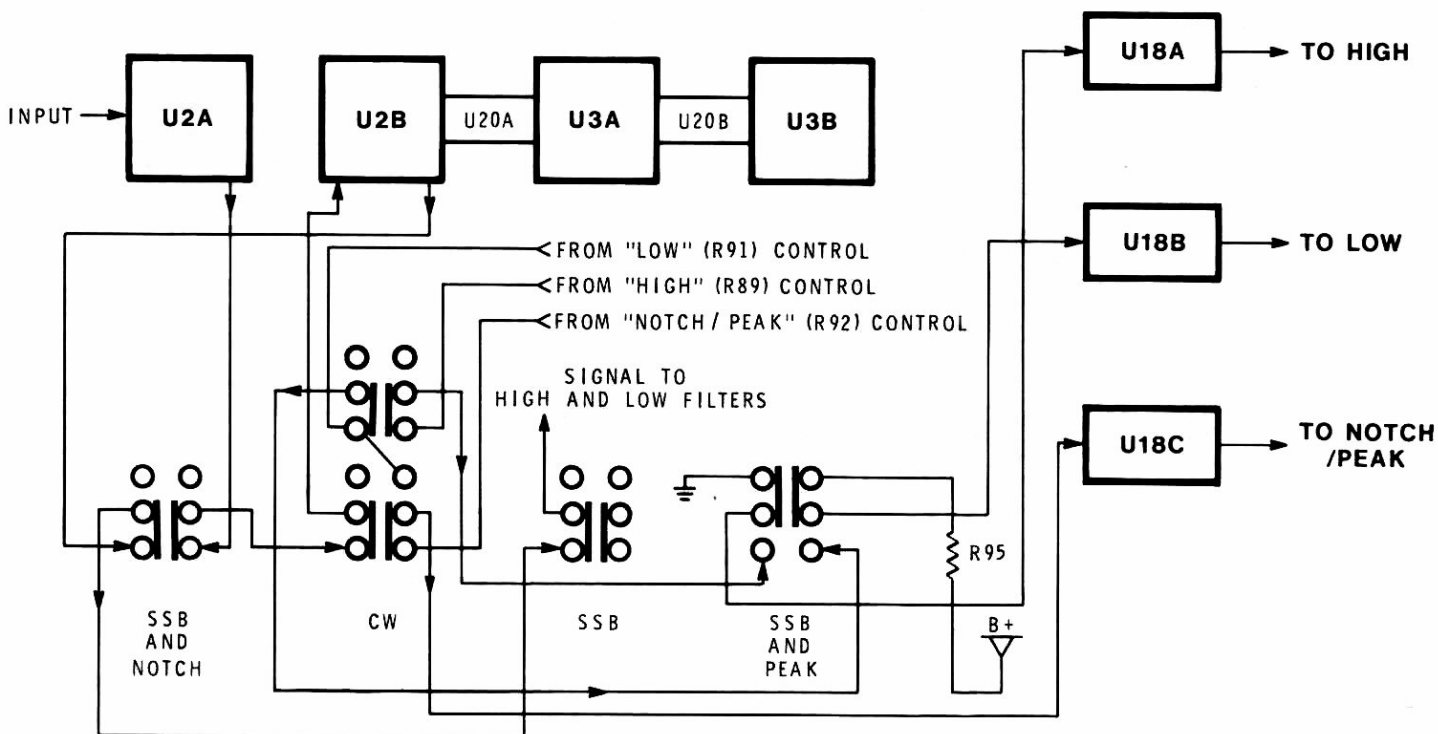 U18A
TO HIGH
INPUT
U2A
U2B
U20A
U3A
U20B
U3B
U18B
TO LOW
FROM "LOW" (R91) CONTROL
FROM "HIGH" (R89) CONTROL
FROM "NOTCH / PEAK" (R92) CONTROL
SIGNAL TO
HIGH AND LOW FILTERS
U18C
TO NOTCH
/PEAK
R95
B+
SSB
AND
NOTCH
CW
SSB
SSB
AND
PEAK